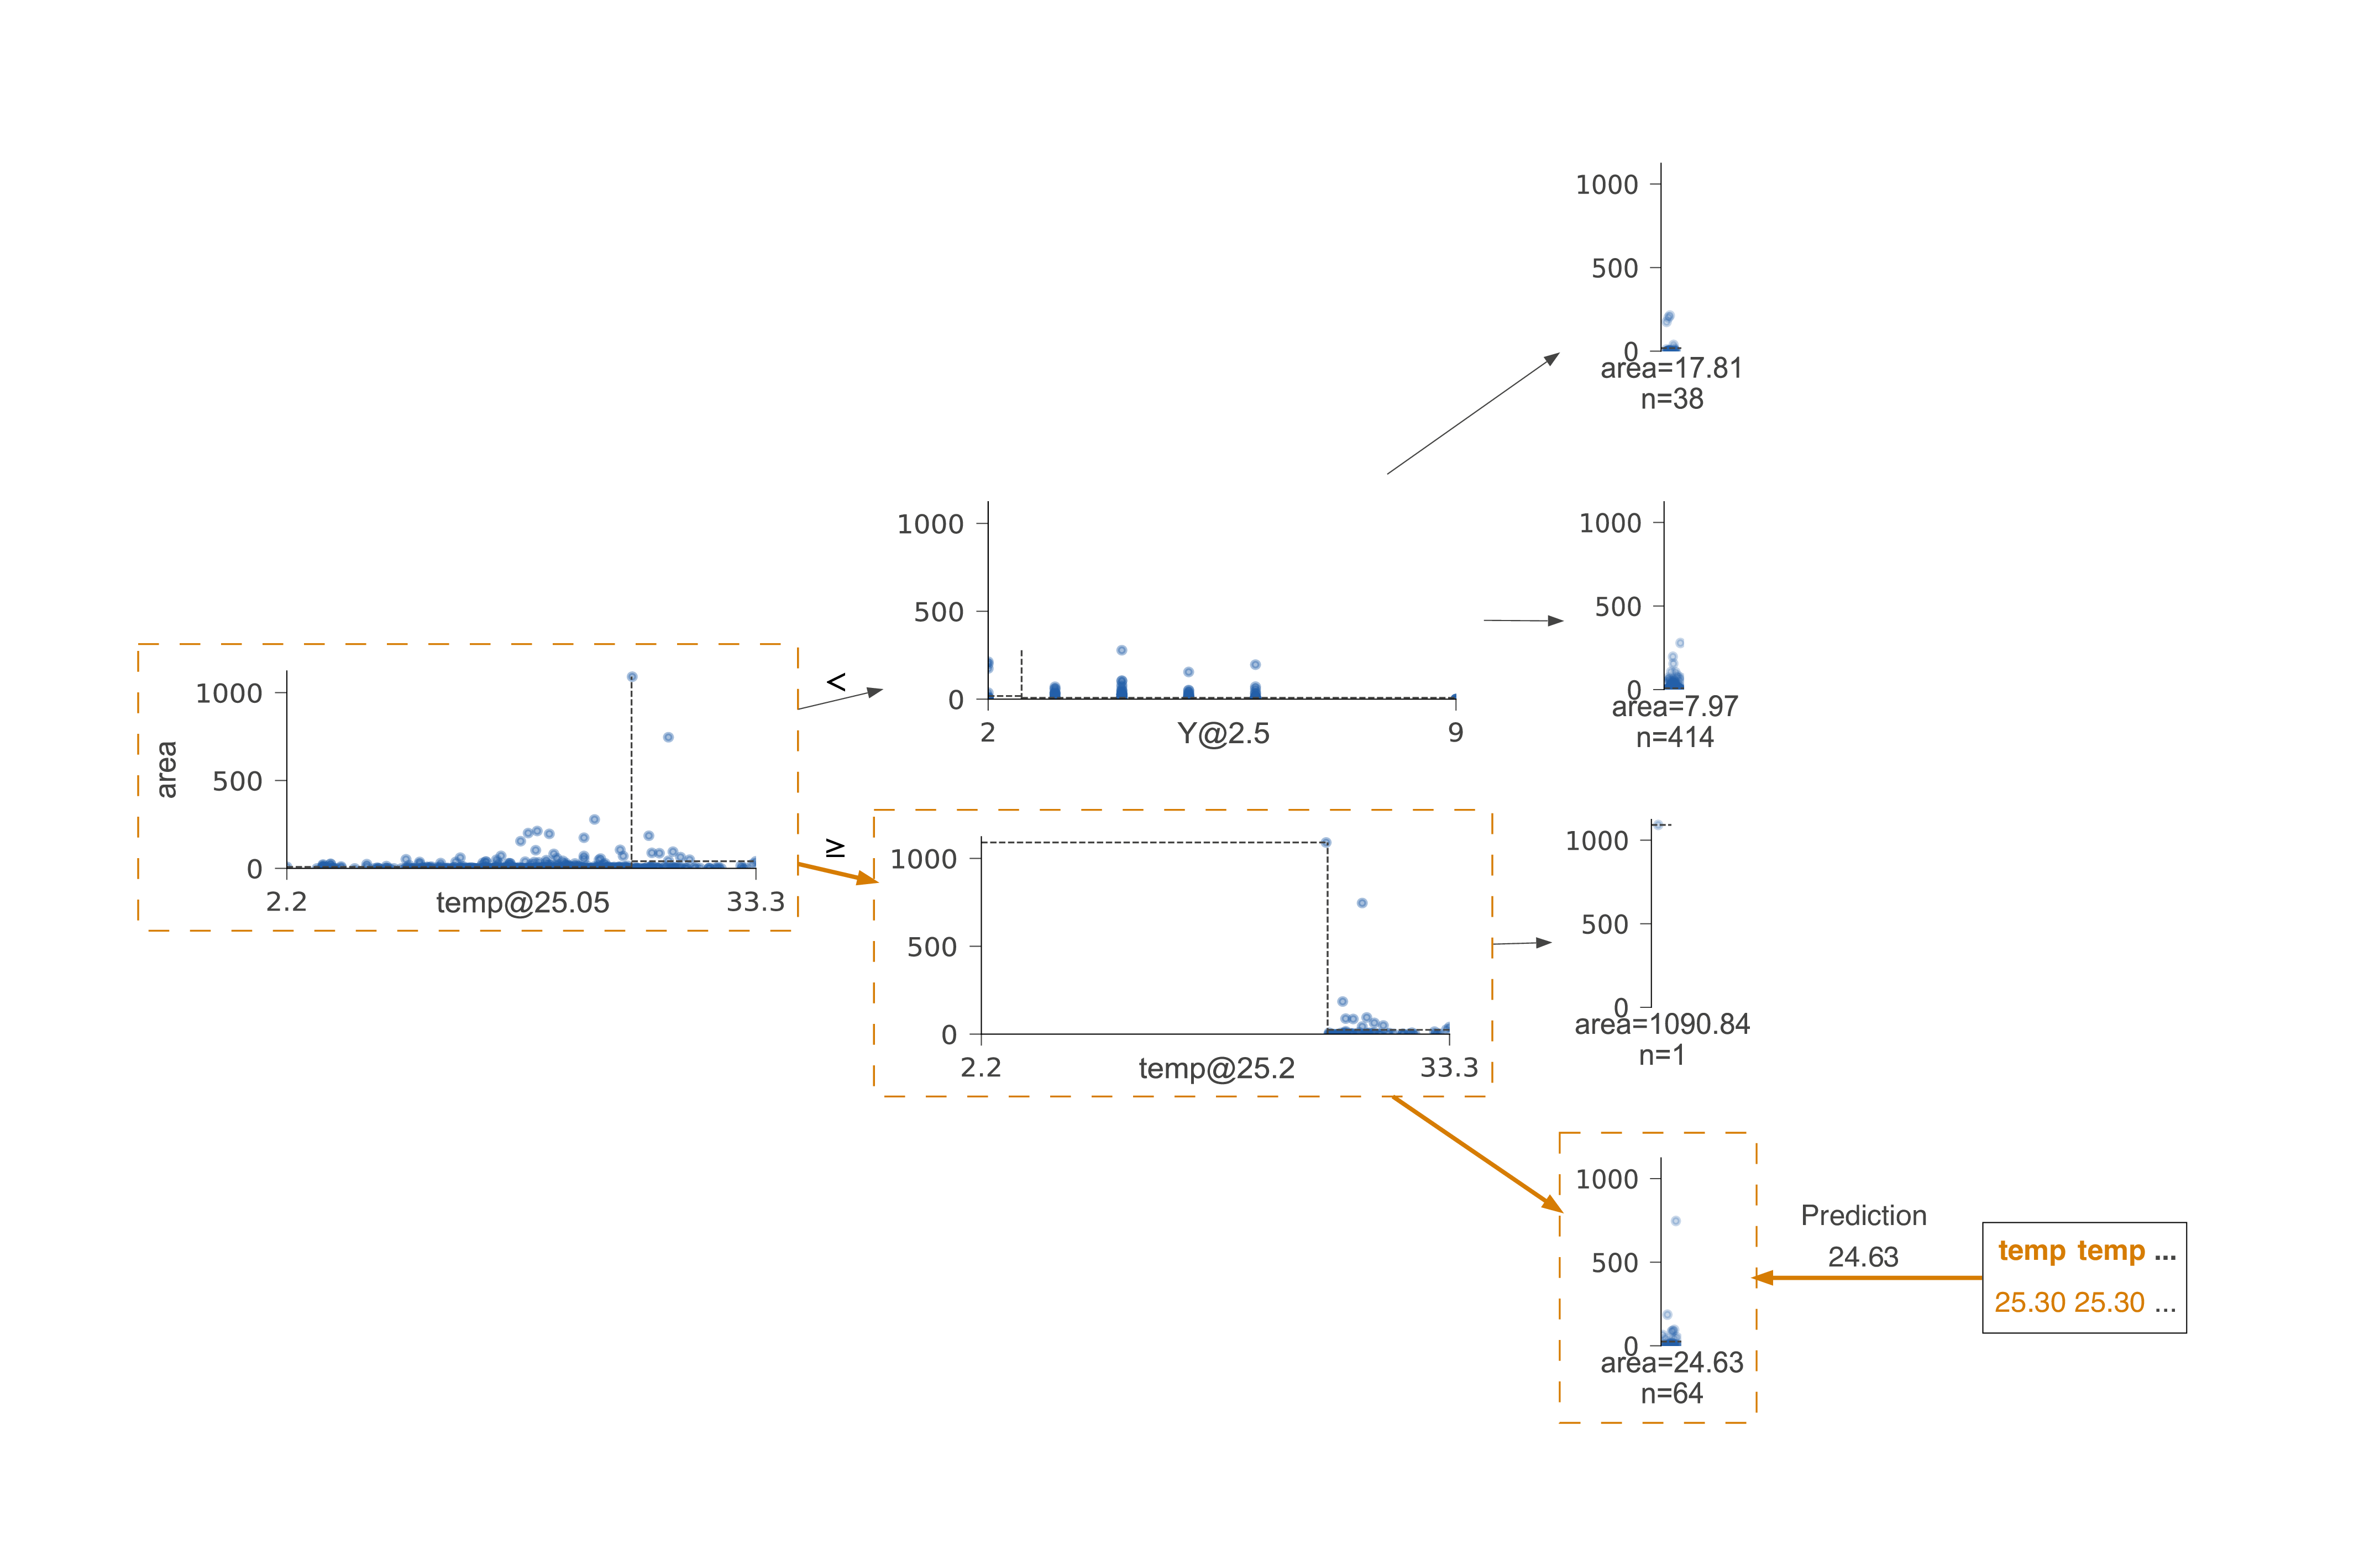 1000
500
0
area=17.81
n=38
1000
500
0
2
Y@2.5
9
1000
500
0
area=7.97
n=414
area
1000
500
0
2.2
temp@25.05
33.3
<
≥
1000
500
0
2.2
temp@25.2
33.3
1000
500
0
area=1090.84
n=1
1000
500
0
area=24.63
n=64
Prediction
24.63
temp temp ...
25.30 25.30 ...